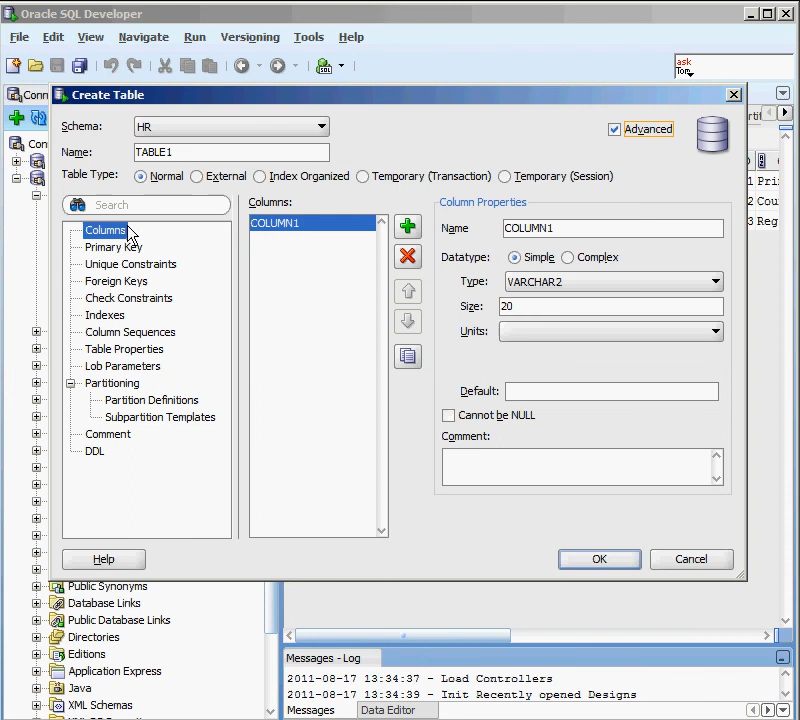 Oracle SQL Developer
File Edit View Navigate Run Versioning Tools Help
ask
Tom
Conn
Create Table
Schema: HR
Advanced
Name: TABLE1
Table Type: Normal External Index Organized Temporary (Transaction) Temporary (Session)
Search
Columns
Primary Key
Unique Constraints
Foreign Keys
Check Constraints
Indexes
Column Sequences
Table Properties
Lob Parameters
Partitioning
Partition Definitions
Subpartition Templates
Comment
DDL
Columns:
COLUMN1
Column Properties
Name COLUMN1
Datatype: Simple Complex
Type: VARCHAR2
Size: 20
Units:
Default:
Cannot be NULL
Comment:
Help OK Cancel
Con
1 Pri
2 Cou
3 Reg
Public Synonyms
Database Links
Public Database Links
Directories
Editions
Application Express
Java
XML Schemas
XML DB Repository
Messages - Log
2011-08-17 13:34:37 - Load Controllers
2011-08-17 13:34:39 - Init Recently opened Designs
Messages Data Editor